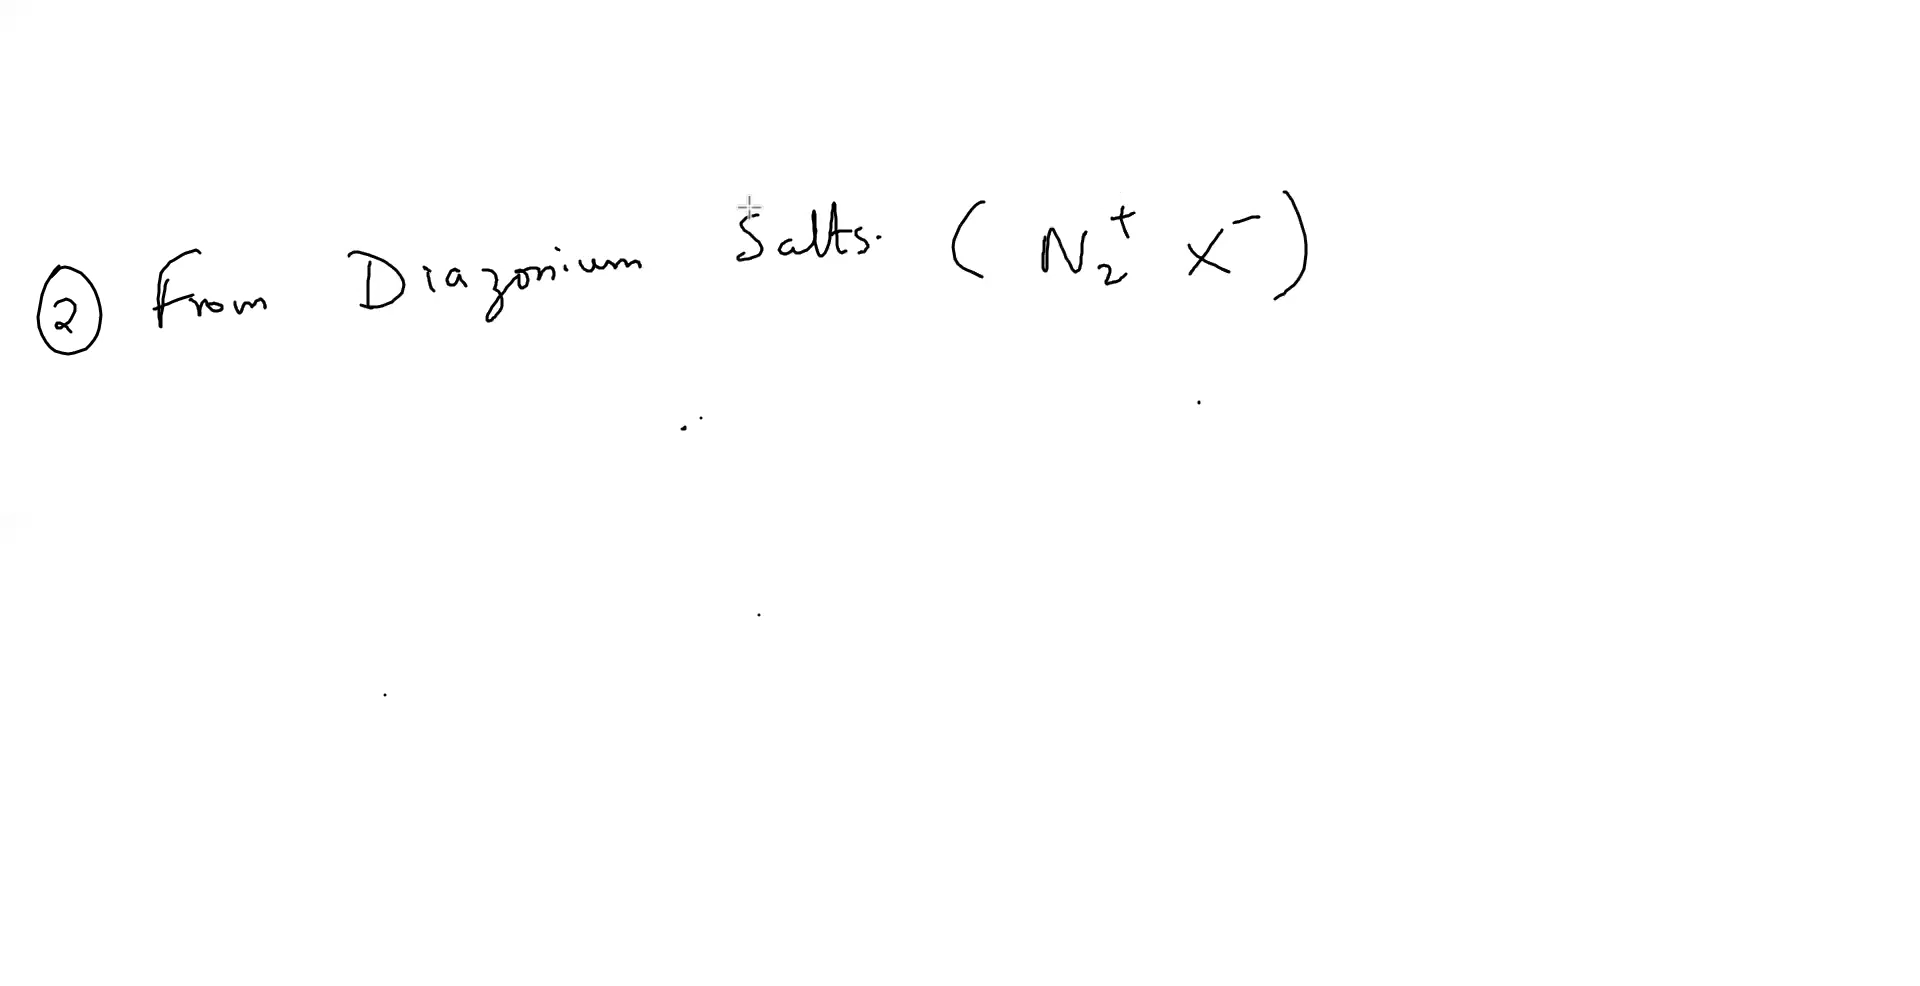 ② From Diazonium Salts. ( N₂⁺ X⁻ )